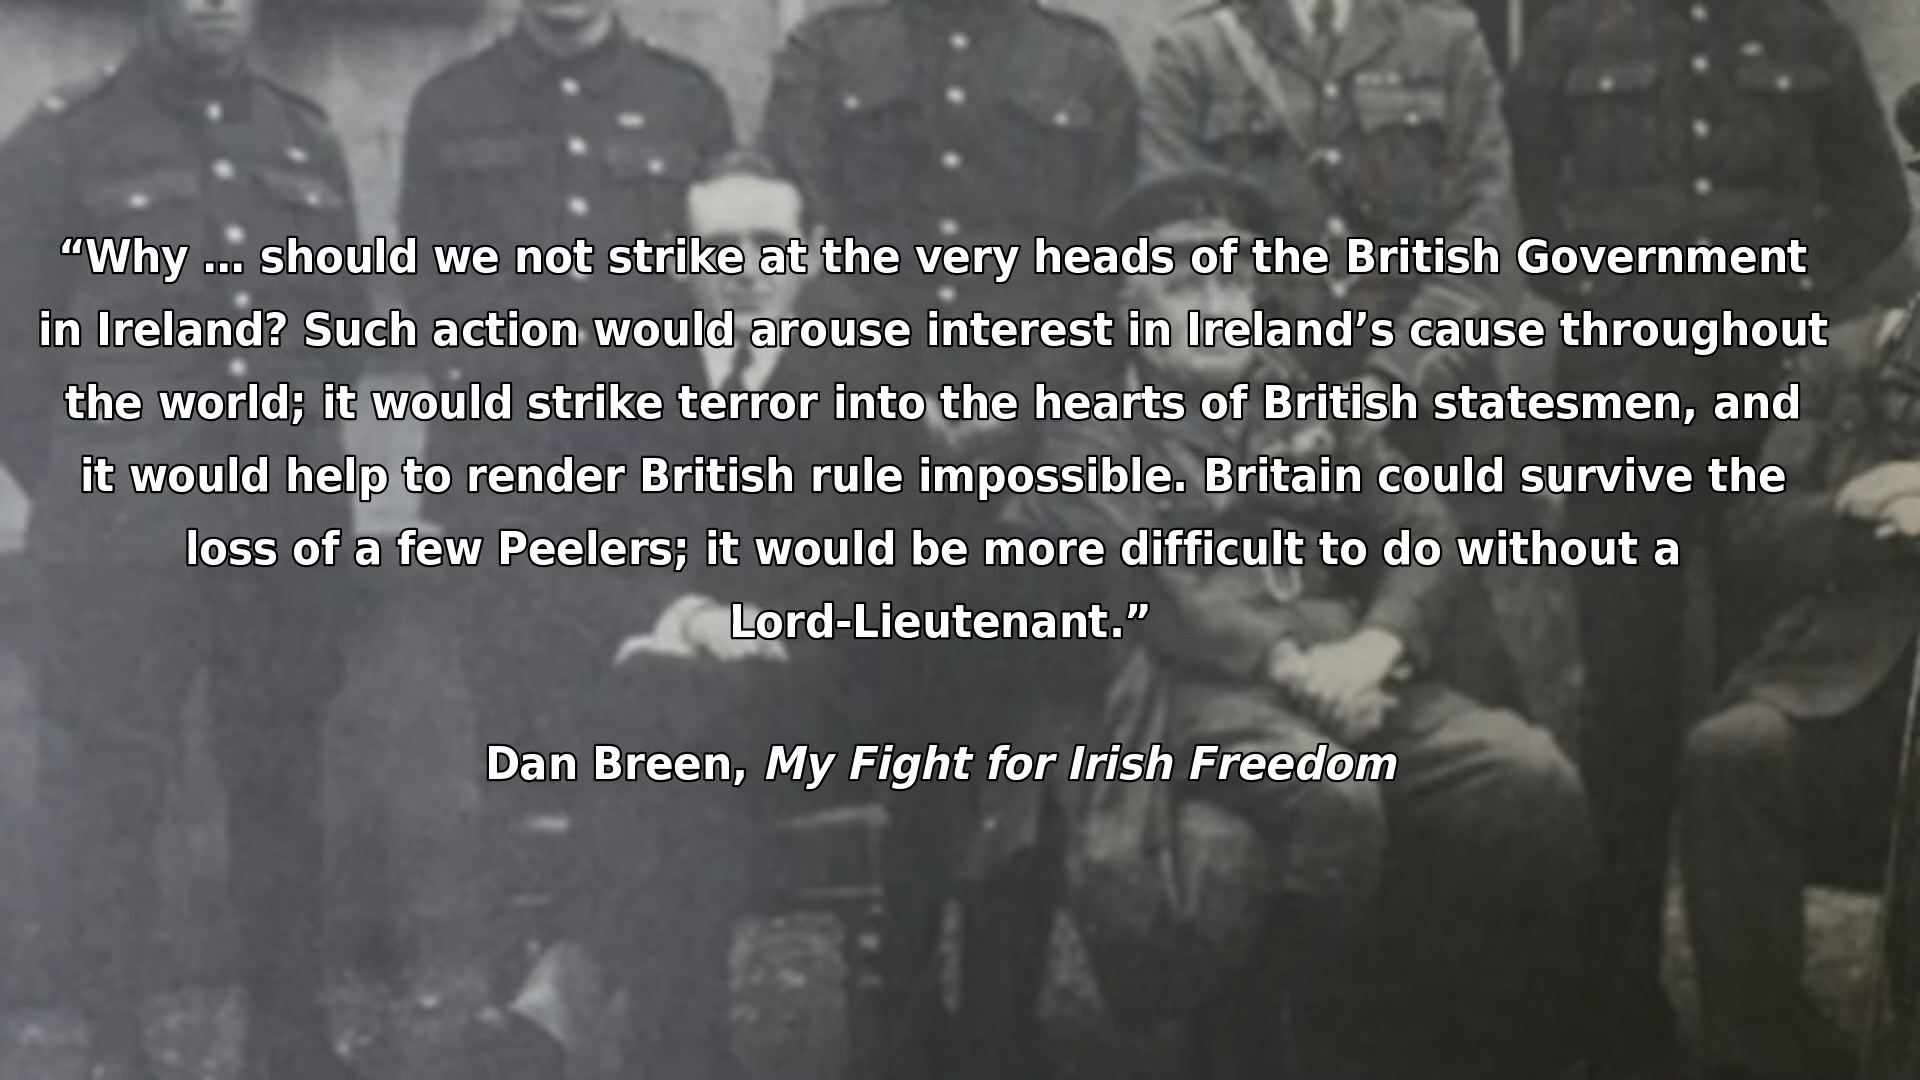 “Why … should we not strike at the very heads of the British Government
in Ireland? Such action would arouse interest in Ireland’s cause throughout
the world; it would strike terror into the hearts of British statesmen, and
it would help to render British rule impossible. Britain could survive the
loss of a few Peelers; it would be more difficult to do without a
Lord-Lieutenant.”
Dan Breen, My Fight for Irish Freedom